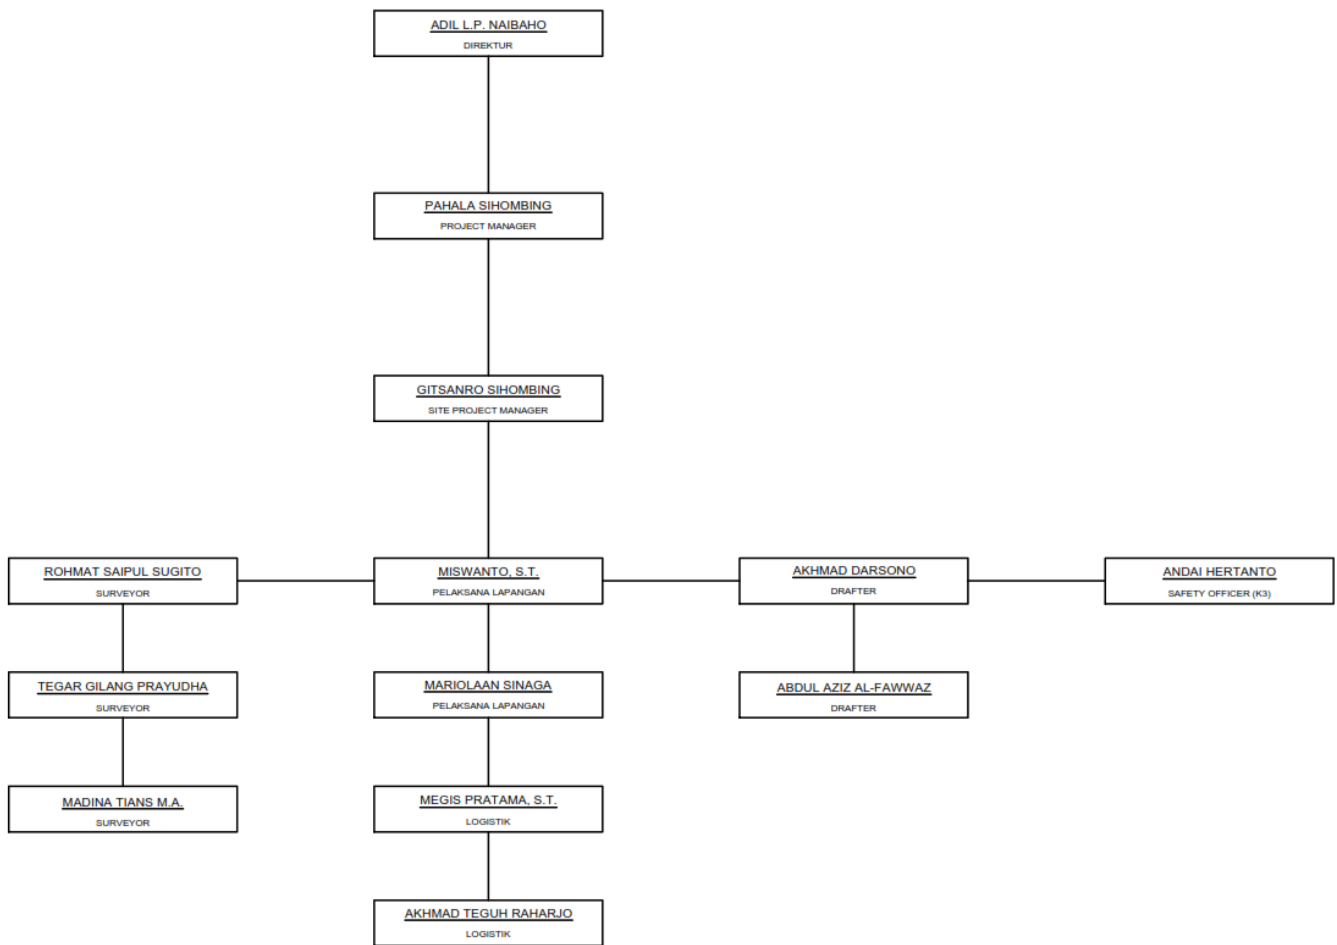 ADIL L.P. NAIBAHO
DIREKTUR
PAHALA SIHOMBING
PROJECT MANAGER
GITSANRO SIHOMBING
SITE PROJECT MANAGER
ROHMAT SAIPUL SUGITO
SURVEYOR
MISWANTO, S.T.
PELAKSANA LAPANGAN
AKHMAD DARSONO
DRAFTER
ANDAI HERTANTO
SAFETY OFFICER (K3)
TEGAR GILANG PRAYUDHA
SURVEYOR
MARIOLAAN SINAGA
PELAKSANA LAPANGAN
ABDUL AZIZ AL-FAWWAZ
DRAFTER
MADINA TIANS M.A.
SURVEYOR
MEGIS PRATAMA, S.T.
LOGISTIK
AKHMAD TEGUH RAHARJO
LOGISTIK